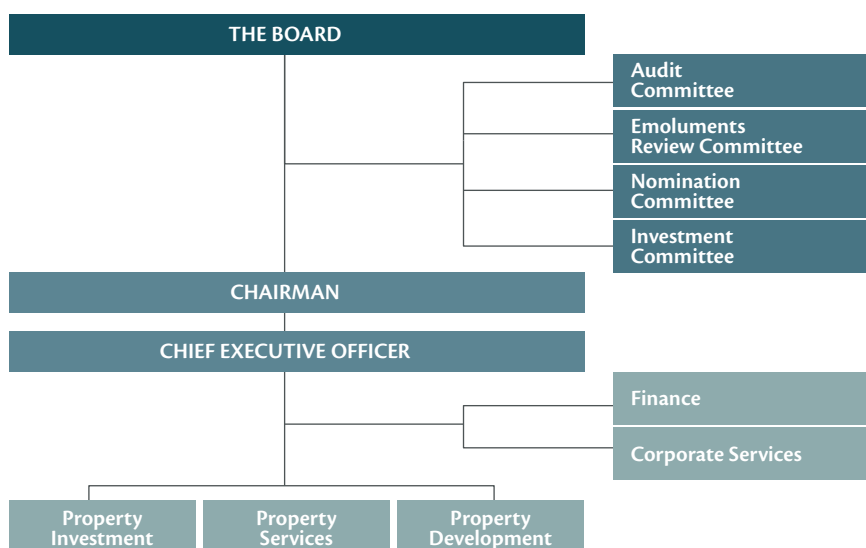 THE BOARD
Audit
Committee
Emoluments
Review Committee
Nomination
Committee
Investment
Committee
CHAIRMAN
CHIEF EXECUTIVE OFFICER
Finance
Corporate Services
Property
Investment
Property
Services
Property
Development